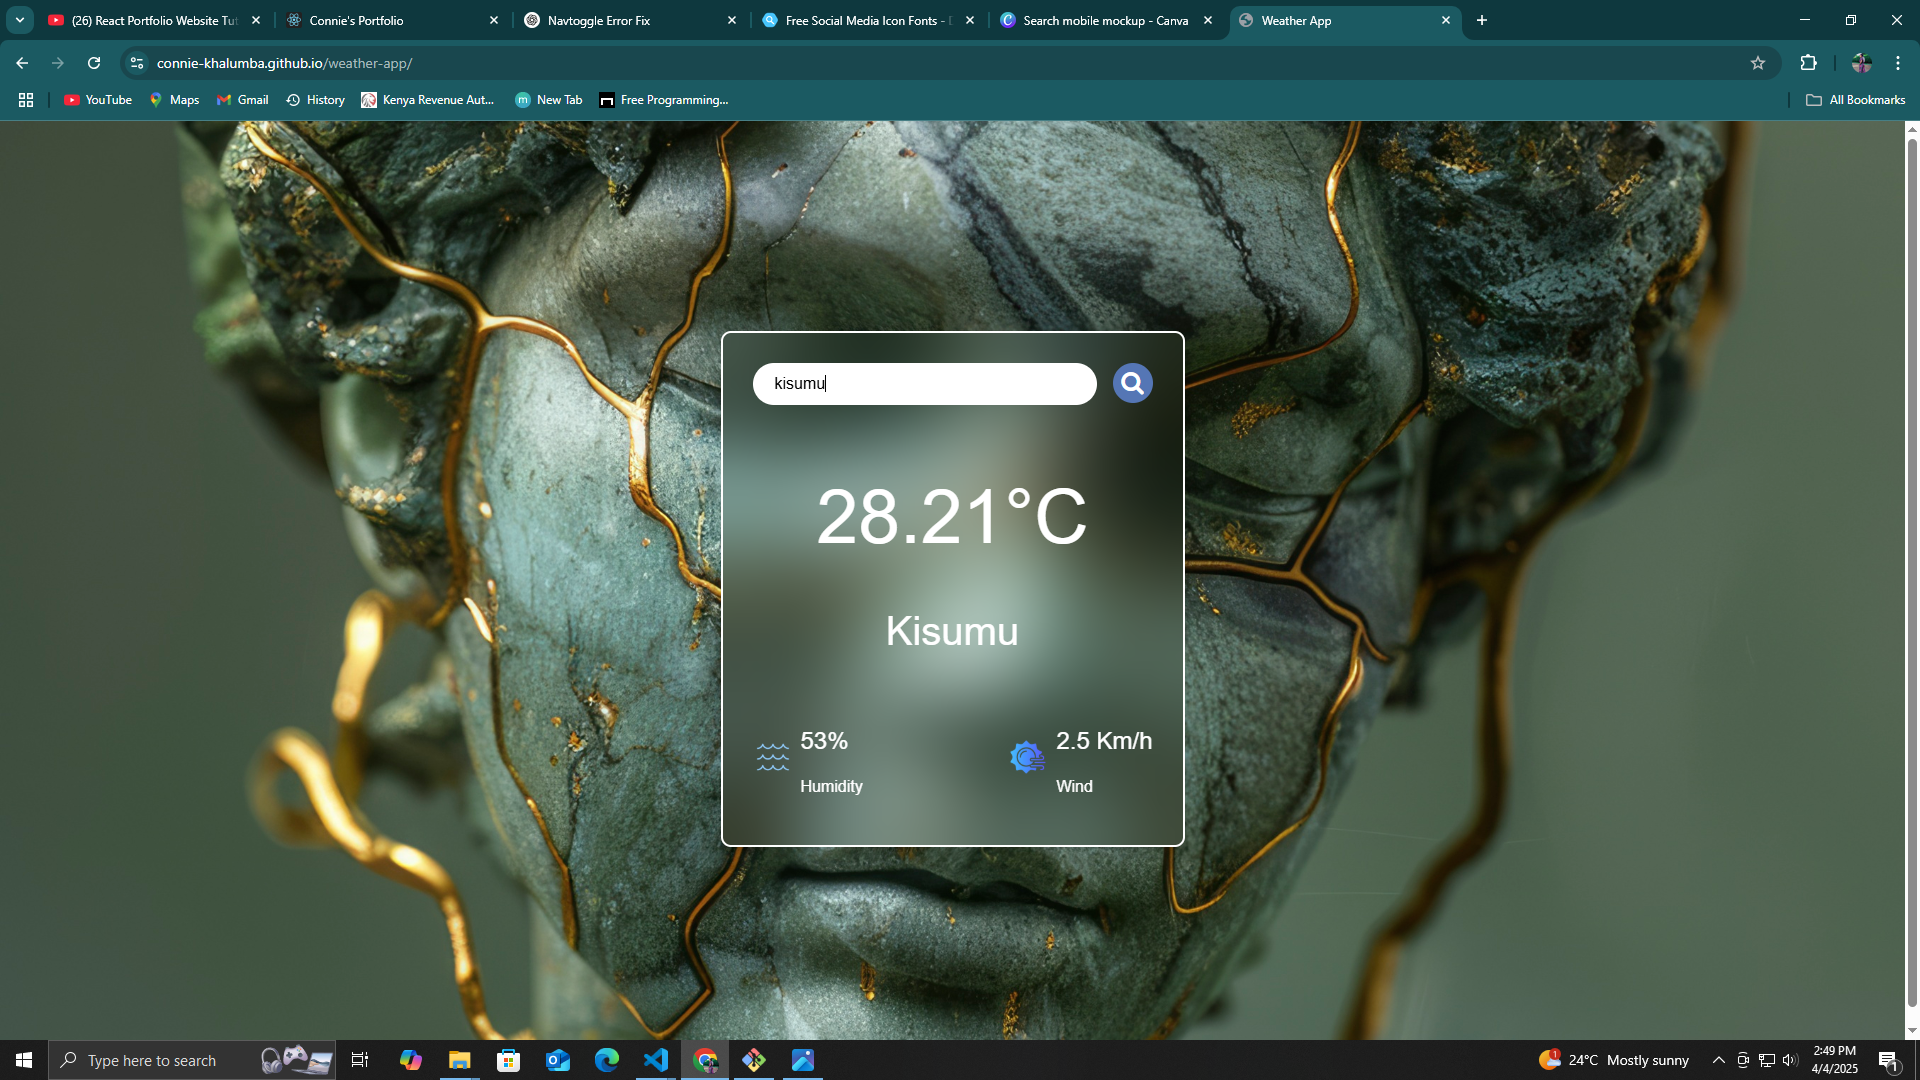 (26) React Portfolio Website Tut
Connie's Portfolio
Navtoggle Error Fix
Free Social Media Icon Fonts - D
Search mobile mockup - Canva
Weather App
connie-khalumba.github.io/weather-app/
YouTube
Maps
Gmail
History
Kenya Revenue Aut...
New Tab
Free Programming...
All Bookmarks
kisumu
28.21°C
Kisumu
53%
2.5 Km/h
Humidity
Wind
Type here to search
1
24°C Mostly sunny
2:49 PM
4/4/2025
1